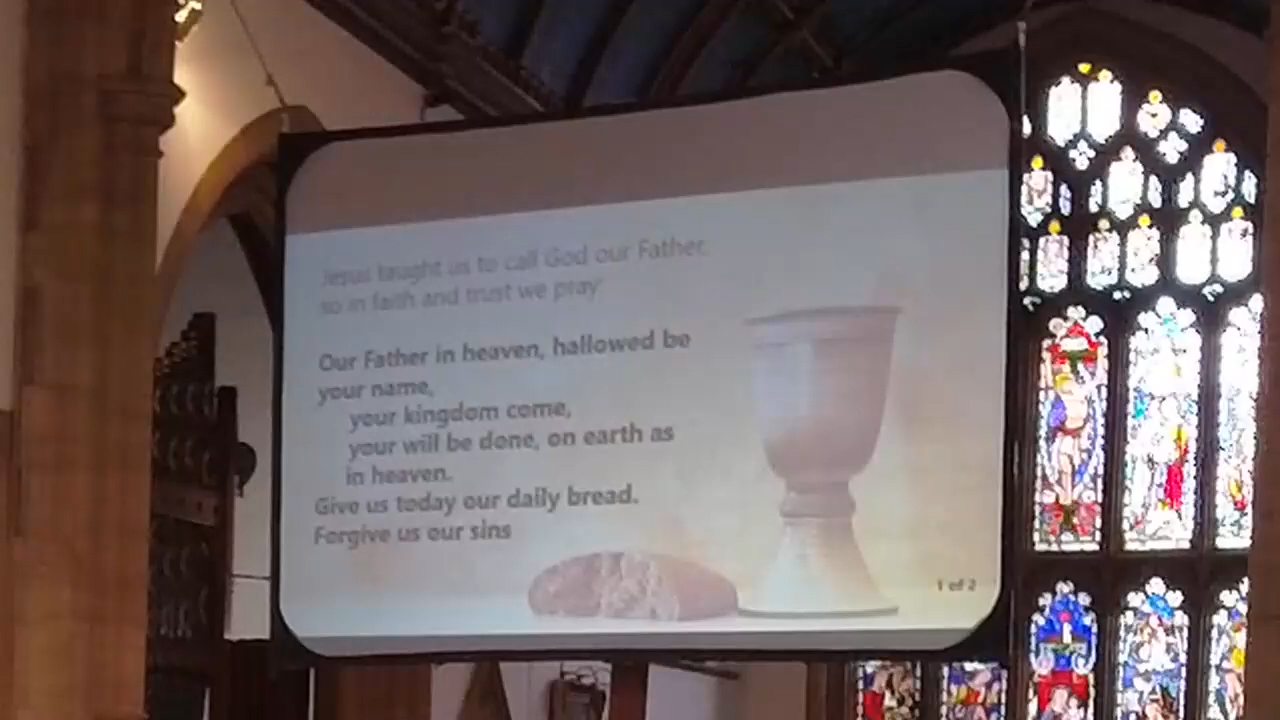 Jesus taught us to call God our Father,
so in faith and trust we pray
Our Father in heaven, hallowed be
your name,
your kingdom come,
your will be done, on earth as
in heaven.
Give us today our daily bread.
Forgive us our sins
1 of 2